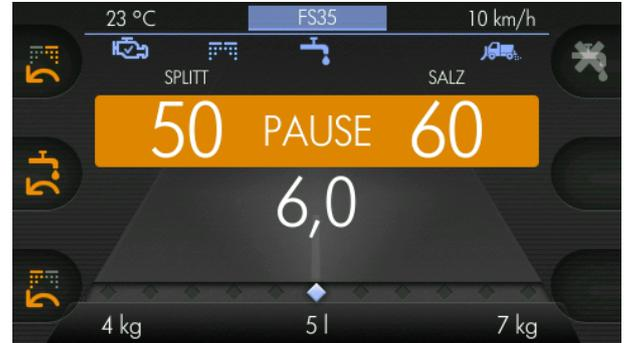 23 °C FS35 10 km/h
SPLITT SALZ
50 PAUSE 60
6,0
4 kg 5 l 7 kg